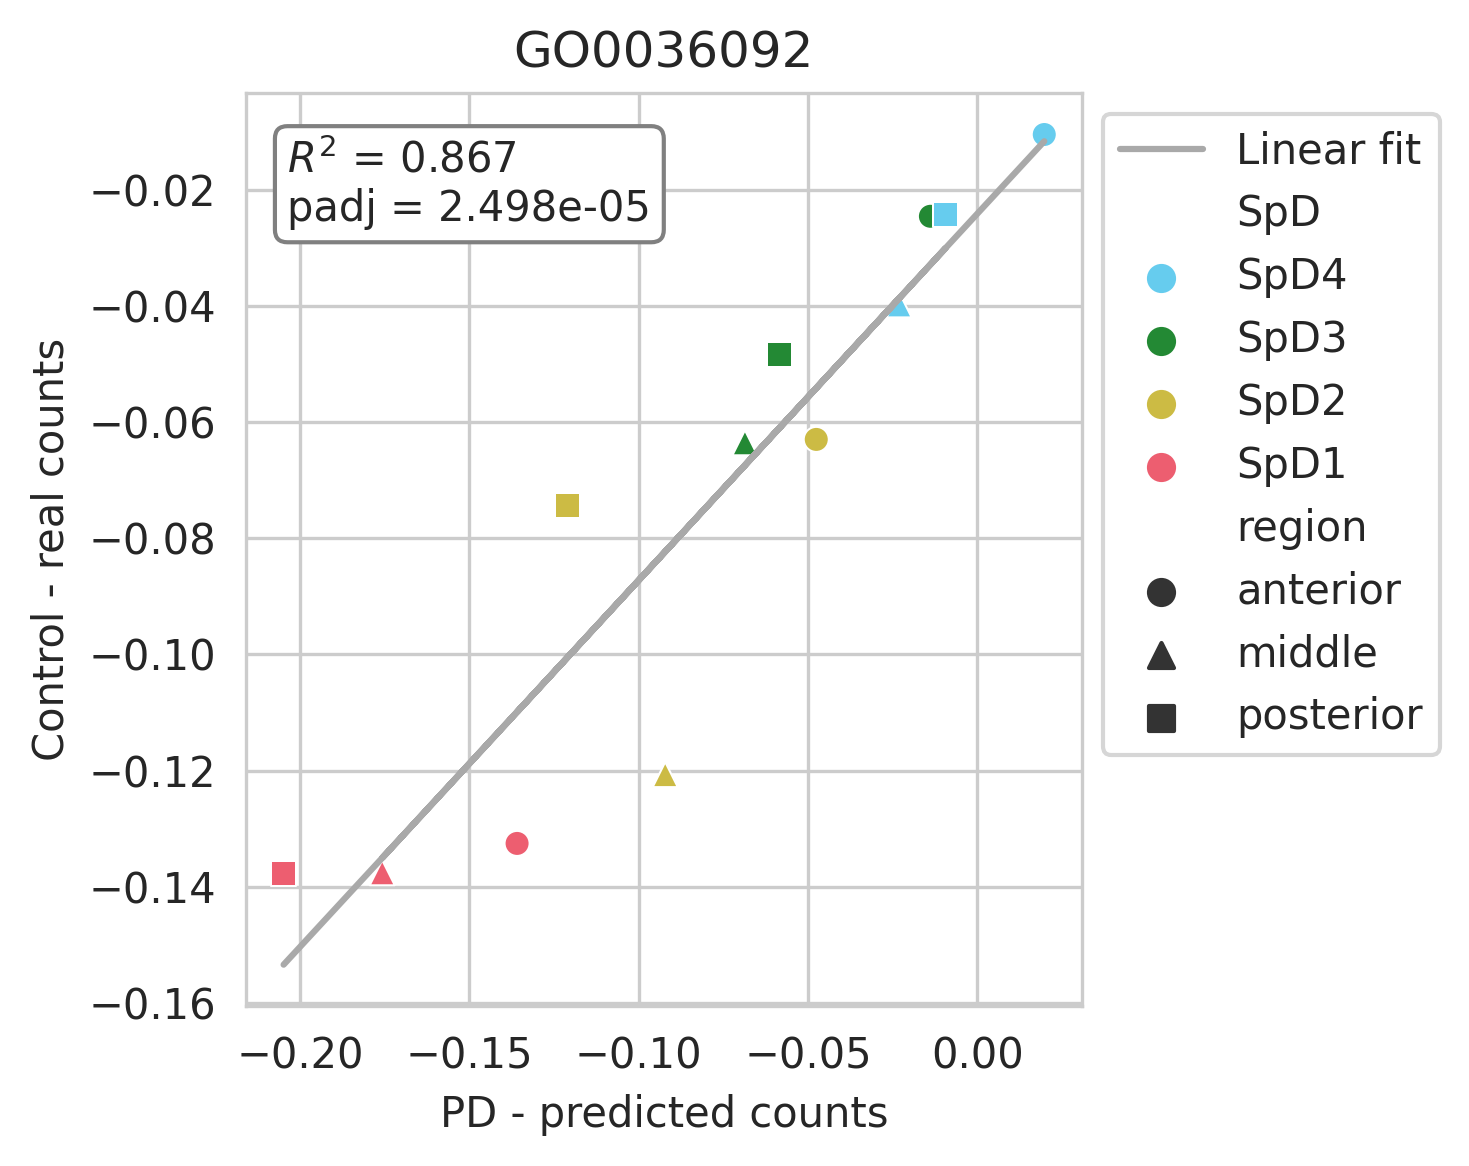 GO0036092
R² = 0.867
padj = 2.498e-05
Control - real counts
−0.02
−0.04
−0.06
−0.08
−0.10
−0.12
−0.14
−0.16
−0.20 −0.15 −0.10 −0.05 0.00
PD - predicted counts
Linear fit
SpD
SpD4
SpD3
SpD2
SpD1
region
anterior
middle
posterior